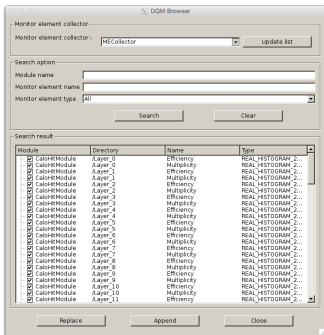 DQM Browser
Monitor element collector
Monitor element collector : MECollector Update list
Search option
Module name
Monitor element name
Monitor element type All
Search Clear
Search result
Module Directory Name Type
CaloHitModule /Layer_0 Efficiency REAL_HISTOGRAM_2...
CaloHitModule /Layer_0 Multiplicity REAL_HISTOGRAM_2...
CaloHitModule /Layer_1 Efficiency REAL_HISTOGRAM_2...
CaloHitModule /Layer_1 Multiplicity REAL_HISTOGRAM_2...
CaloHitModule /Layer_2 Efficiency REAL_HISTOGRAM_2...
CaloHitModule /Layer_2 Multiplicity REAL_HISTOGRAM_2...
CaloHitModule /Layer_3 Efficiency REAL_HISTOGRAM_2...
CaloHitModule /Layer_3 Multiplicity REAL_HISTOGRAM_2...
CaloHitModule /Layer_4 Efficiency REAL_HISTOGRAM_2...
CaloHitModule /Layer_4 Multiplicity REAL_HISTOGRAM_2...
CaloHitModule /Layer_5 Efficiency REAL_HISTOGRAM_2...
CaloHitModule /Layer_5 Multiplicity REAL_HISTOGRAM_2...
CaloHitModule /Layer_6 Efficiency REAL_HISTOGRAM_2...
CaloHitModule /Layer_6 Multiplicity REAL_HISTOGRAM_2...
CaloHitModule /Layer_7 Efficiency REAL_HISTOGRAM_2...
CaloHitModule /Layer_7 Multiplicity REAL_HISTOGRAM_2...
CaloHitModule /Layer_8 Efficiency REAL_HISTOGRAM_2...
CaloHitModule /Layer_8 Multiplicity REAL_HISTOGRAM_2...
CaloHitModule /Layer_9 Efficiency REAL_HISTOGRAM_2...
CaloHitModule /Layer_9 Multiplicity REAL_HISTOGRAM_2...
CaloHitModule /Layer_10 Efficiency REAL_HISTOGRAM_2...
CaloHitModule /Layer_10 Multiplicity REAL_HISTOGRAM_2...
CaloHitModule /Layer_11 Efficiency REAL_HISTOGRAM_2...
Replace Append Close